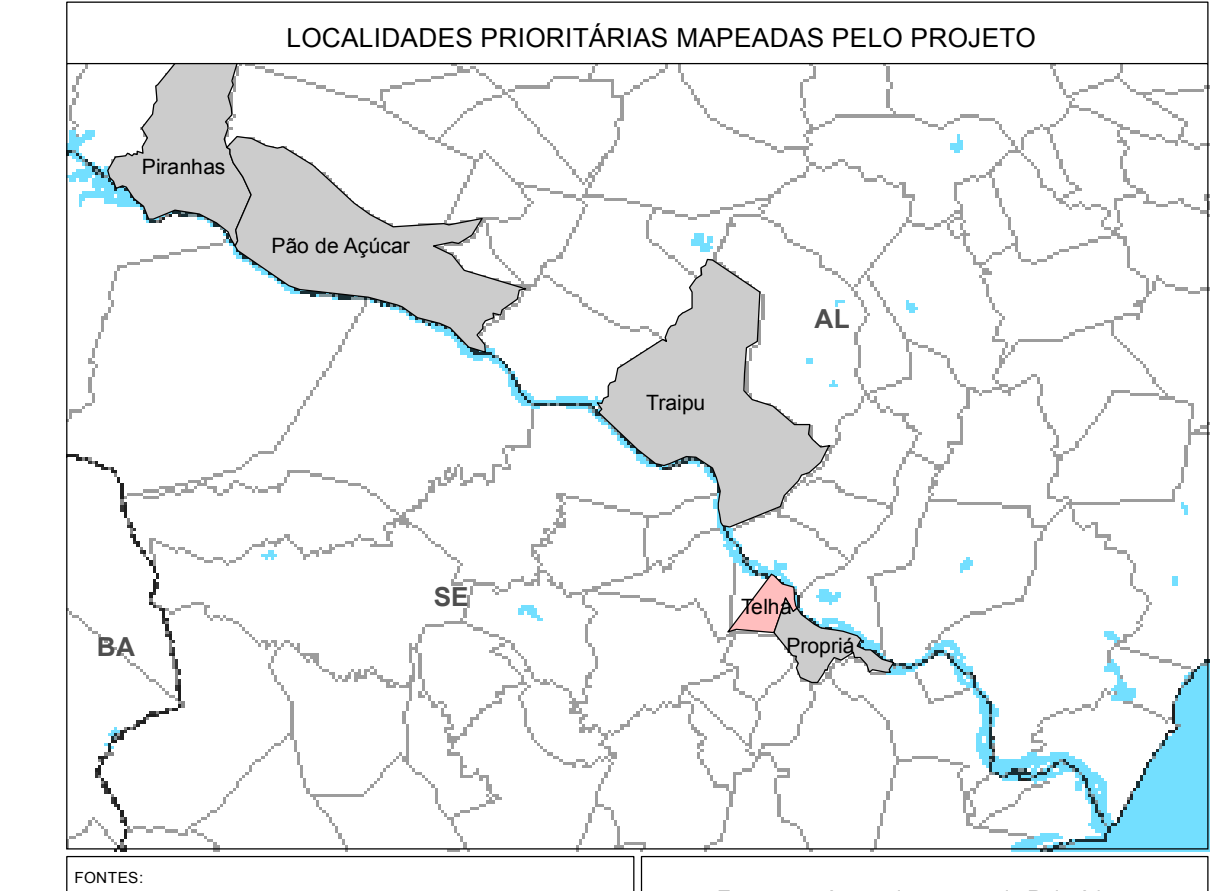 LOCALIDADES PRIORITÁRIAS MAPEADAS PELO PROJETO
Piranhas
Pão de Açúcar
AL
Traipu
SE
Telha
BA
Propriá
FONTES: